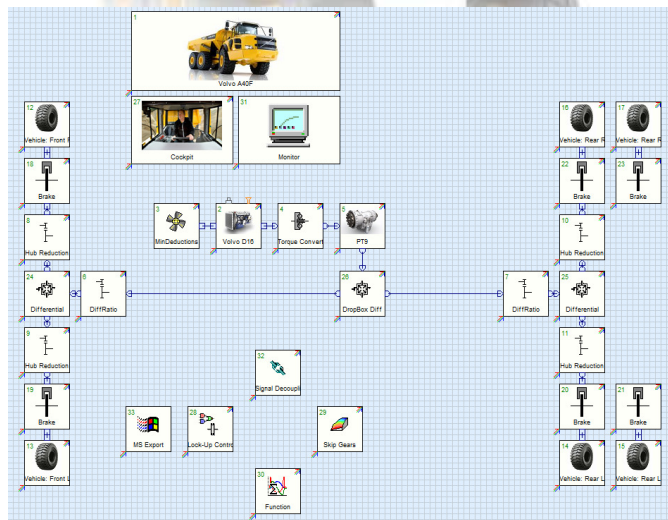 1
Volvo A40F
27
Cockpit
31
Monitor
12
Vehicle: Front
16
Vehicle: Rear R
17
Vehicle: Rear R
18
Brake
22
Brake
23
Brake
3
MinDeductions
2
Volvo D16
4
Torque Convert
5
PT9
8
Hub Reduction
10
Hub Reduction
24
Differential
6
DiffRatio
26
DropBox Diff
7
DiffRatio
25
Differential
9
Hub Reduction
11
Hub Reduction
32
Signal Decoupl
19
Brake
20
Brake
21
Brake
33
MS Export
28
Lock-Up Contro
29
Skip Gears
13
Vehicle: Front L
14
Vehicle: Rear L
15
Vehicle: Rear L
30
Function